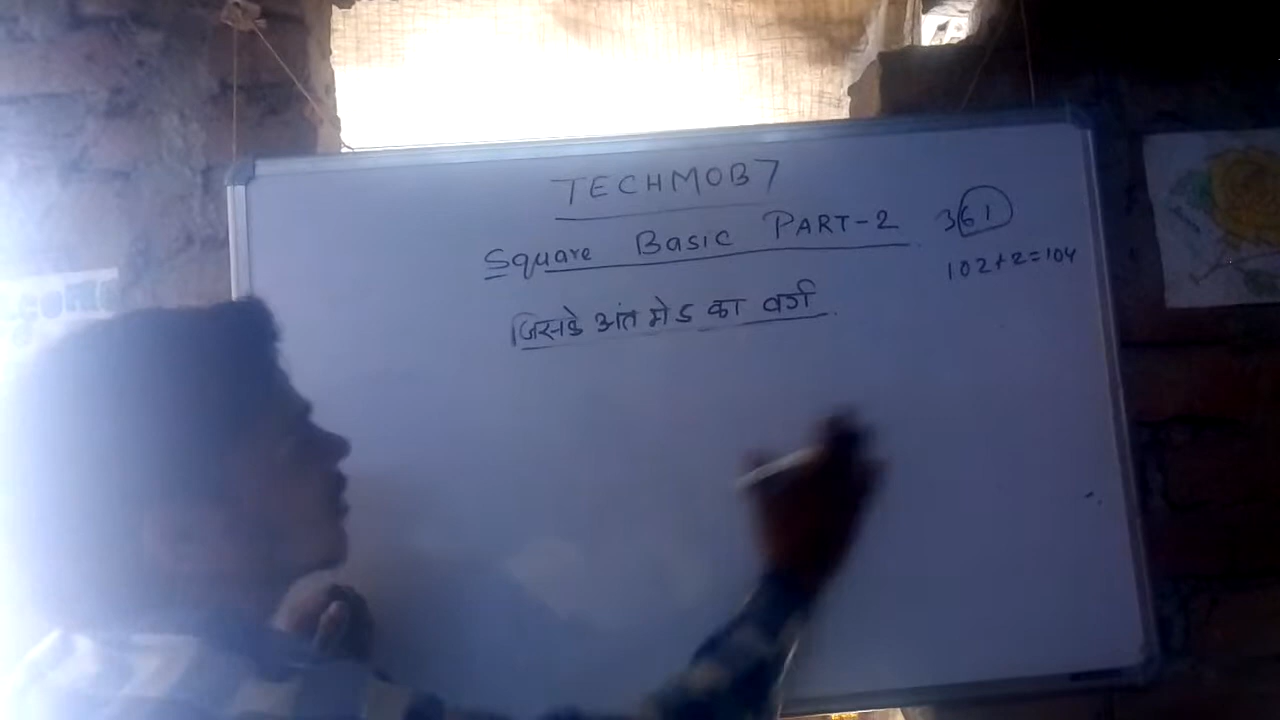 TECHMOB7
Square Basic PART-2
361
102+2=104
जिसके अंत मे 5 का वर्ग